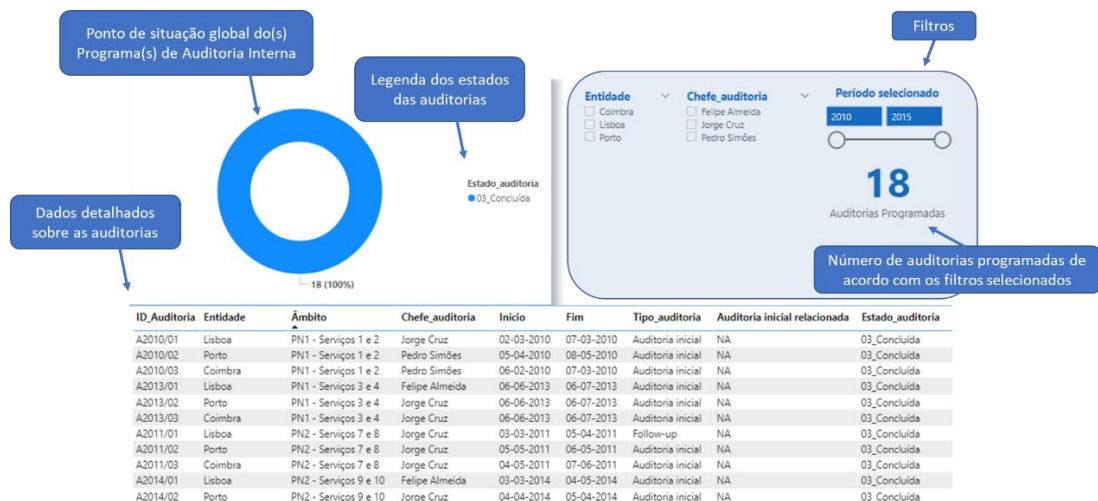 Ponto de situação global do(s)
Programa(s) de Auditoria Interna
Filtros
Legenda dos estados
das auditorias
Entidade
Coimbra
Lisboa
Porto
Chefe_auditoria
Felipe Almeida
Jorge Cruz
Pedro Simões
Período selecionado
2010 2015
18
Auditorias Programadas
Estado_auditoria
03_Concluída
Dados detalhados
sobre as auditorias
Número de auditorias programadas de
acordo com os filtros selecionados
18 (100%)
ID_Auditoria Entidade Âmbito Chefe_auditoria Início Fim Tipo_auditoria Auditoria inicial relacionada Estado_auditoria
A2010/01 Lisboa PN1 - Serviços 1 e 2 Jorge Cruz 02-03-2010 07-03-2010 Auditoria inicial NA 03_Concluída
A2010/02 Porto PN1 - Serviços 1 e 2 Pedro Simões 05-04-2010 08-05-2010 Auditoria inicial NA 03_Concluída
A2010/03 Coimbra PN1 - Serviços 1 e 2 Pedro Simões 06-02-2010 07-03-2010 Auditoria inicial NA 03_Concluída
A2013/01 Lisboa PN1 - Serviços 3 e 4 Felipe Almeida 06-06-2013 06-07-2013 Auditoria inicial NA 03_Concluída
A2013/02 Porto PN1 - Serviços 3 e 4 Jorge Cruz 06-06-2013 06-07-2013 Auditoria inicial NA 03_Concluída
A2013/03 Coimbra PN1 - Serviços 3 e 4 Jorge Cruz 06-06-2013 06-07-2013 Auditoria inicial NA 03_Concluída
A2011/01 Lisboa PN2 - Serviços 7 e 8 Jorge Cruz 03-03-2011 05-04-2011 Follow-up NA 03_Concluída
A2011/02 Porto PN2 - Serviços 7 e 8 Jorge Cruz 05-05-2011 06-05-2011 Auditoria inicial NA 03_Concluída
A2011/03 Coimbra PN2 - Serviços 7 e 8 Jorge Cruz 04-05-2011 07-06-2011 Auditoria inicial NA 03_Concluída
A2014/01 Lisboa PN2 - Serviços 9 e 10 Felipe Almeida 03-03-2014 04-05-2014 Auditoria inicial NA 03_Concluída
A2014/02 Porto PN2 - Serviços 9 e 10 Jorge Cruz 04-04-2014 05-04-2014 Auditoria inicial NA 03_Concluída